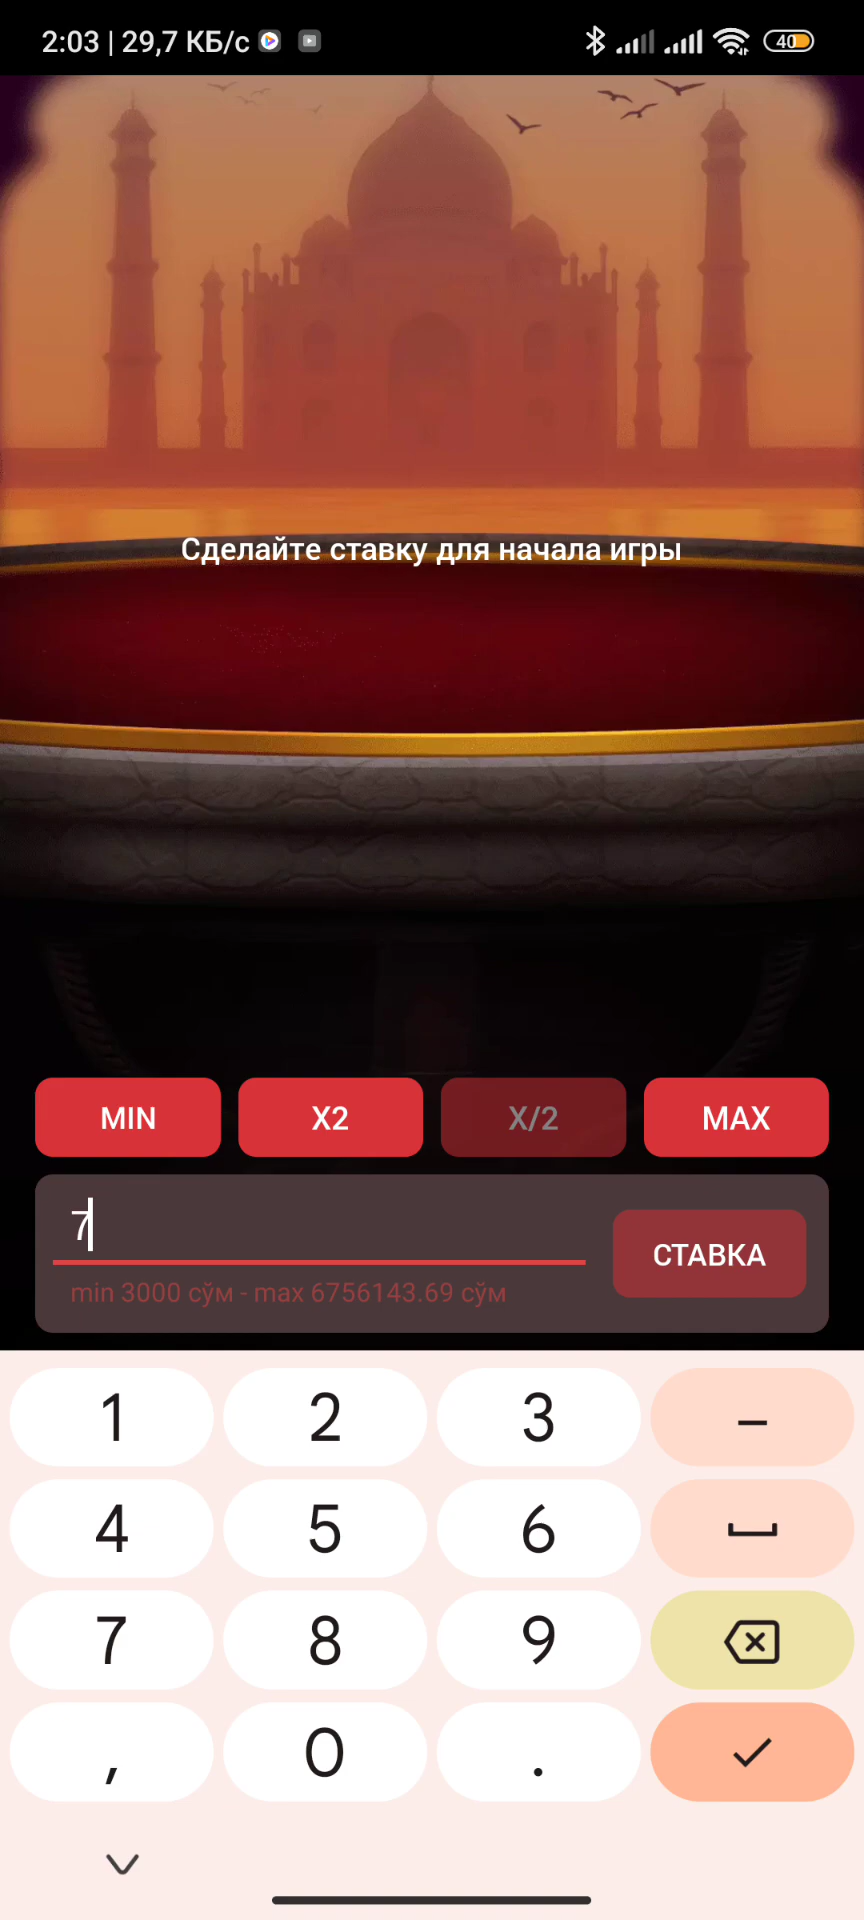 2:03 | 29,7 КБ/с
40
Сделайте ставку для начала игры
MIN
X2
X/2
MAX
7
СТАВКА
min 3000 сўм - max 6756143.69 сўм
1
2
3
–
4
5
6
7
8
9
,
0
.